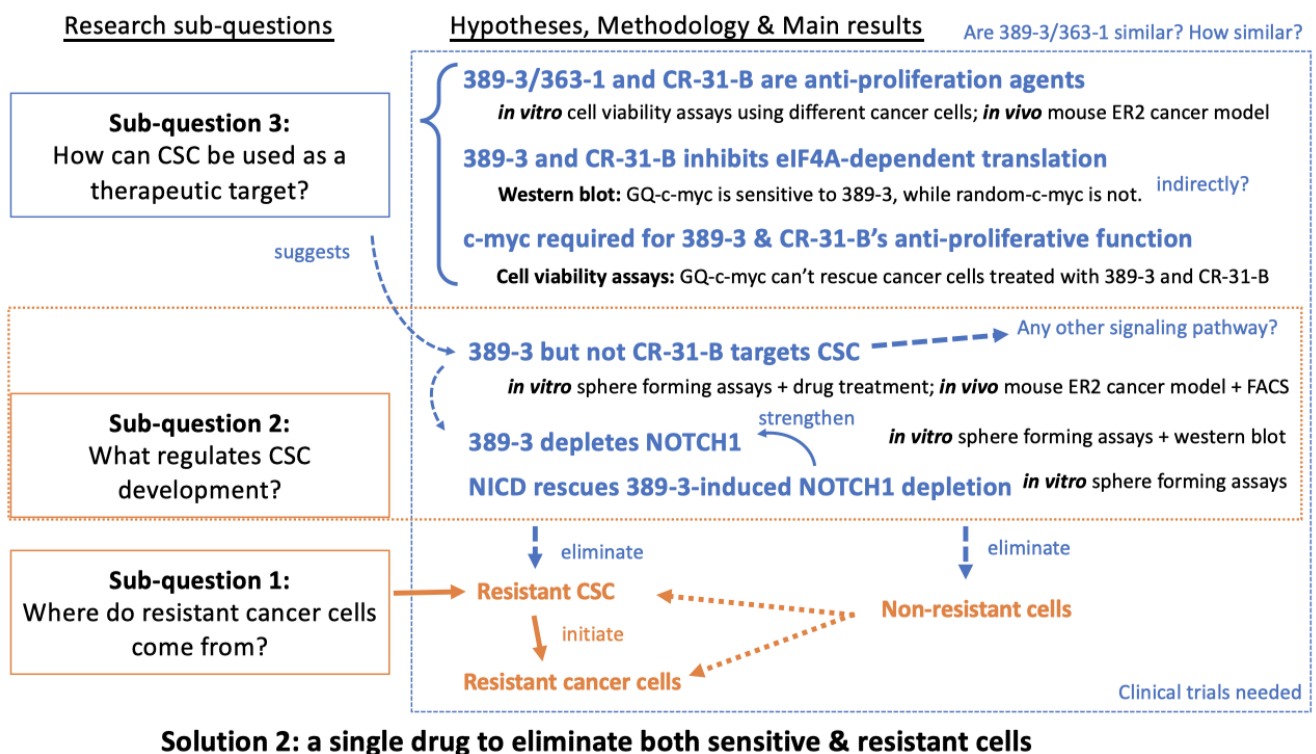 Research sub-questions
Hypotheses, Methodology & Main results
Are 389-3/363-1 similar? How similar?
Sub-question 3:
How can CSC be used as a
therapeutic target?
389-3/363-1 and CR-31-B are anti-proliferation agents
in vitro cell viability assays using different cancer cells; in vivo mouse ER2 cancer model
389-3 and CR-31-B inhibits eIF4A-dependent translation
Western blot: GQ-c-myc is sensitive to 389-3, while random-c-myc is not.
indirectly?
c-myc required for 389-3 & CR-31-B's anti-proliferative function
Cell viability assays: GQ-c-myc can't rescue cancer cells treated with 389-3 and CR-31-B
suggests
389-3 but not CR-31-B targets CSC
Any other signaling pathway?
in vitro sphere forming assays + drug treatment; in vivo mouse ER2 cancer model + FACS
Sub-question 2:
What regulates CSC
development?
strengthen
389-3 depletes NOTCH1
in vitro sphere forming assays + western blot
NICD rescues 389-3-induced NOTCH1 depletion
in vitro sphere forming assays
eliminate
eliminate
Sub-question 1:
Where do resistant cancer cells
come from?
Resistant CSC
Non-resistant cells
initiate
Resistant cancer cells
Clinical trials needed
Solution 2: a single drug to eliminate both sensitive & resistant cells